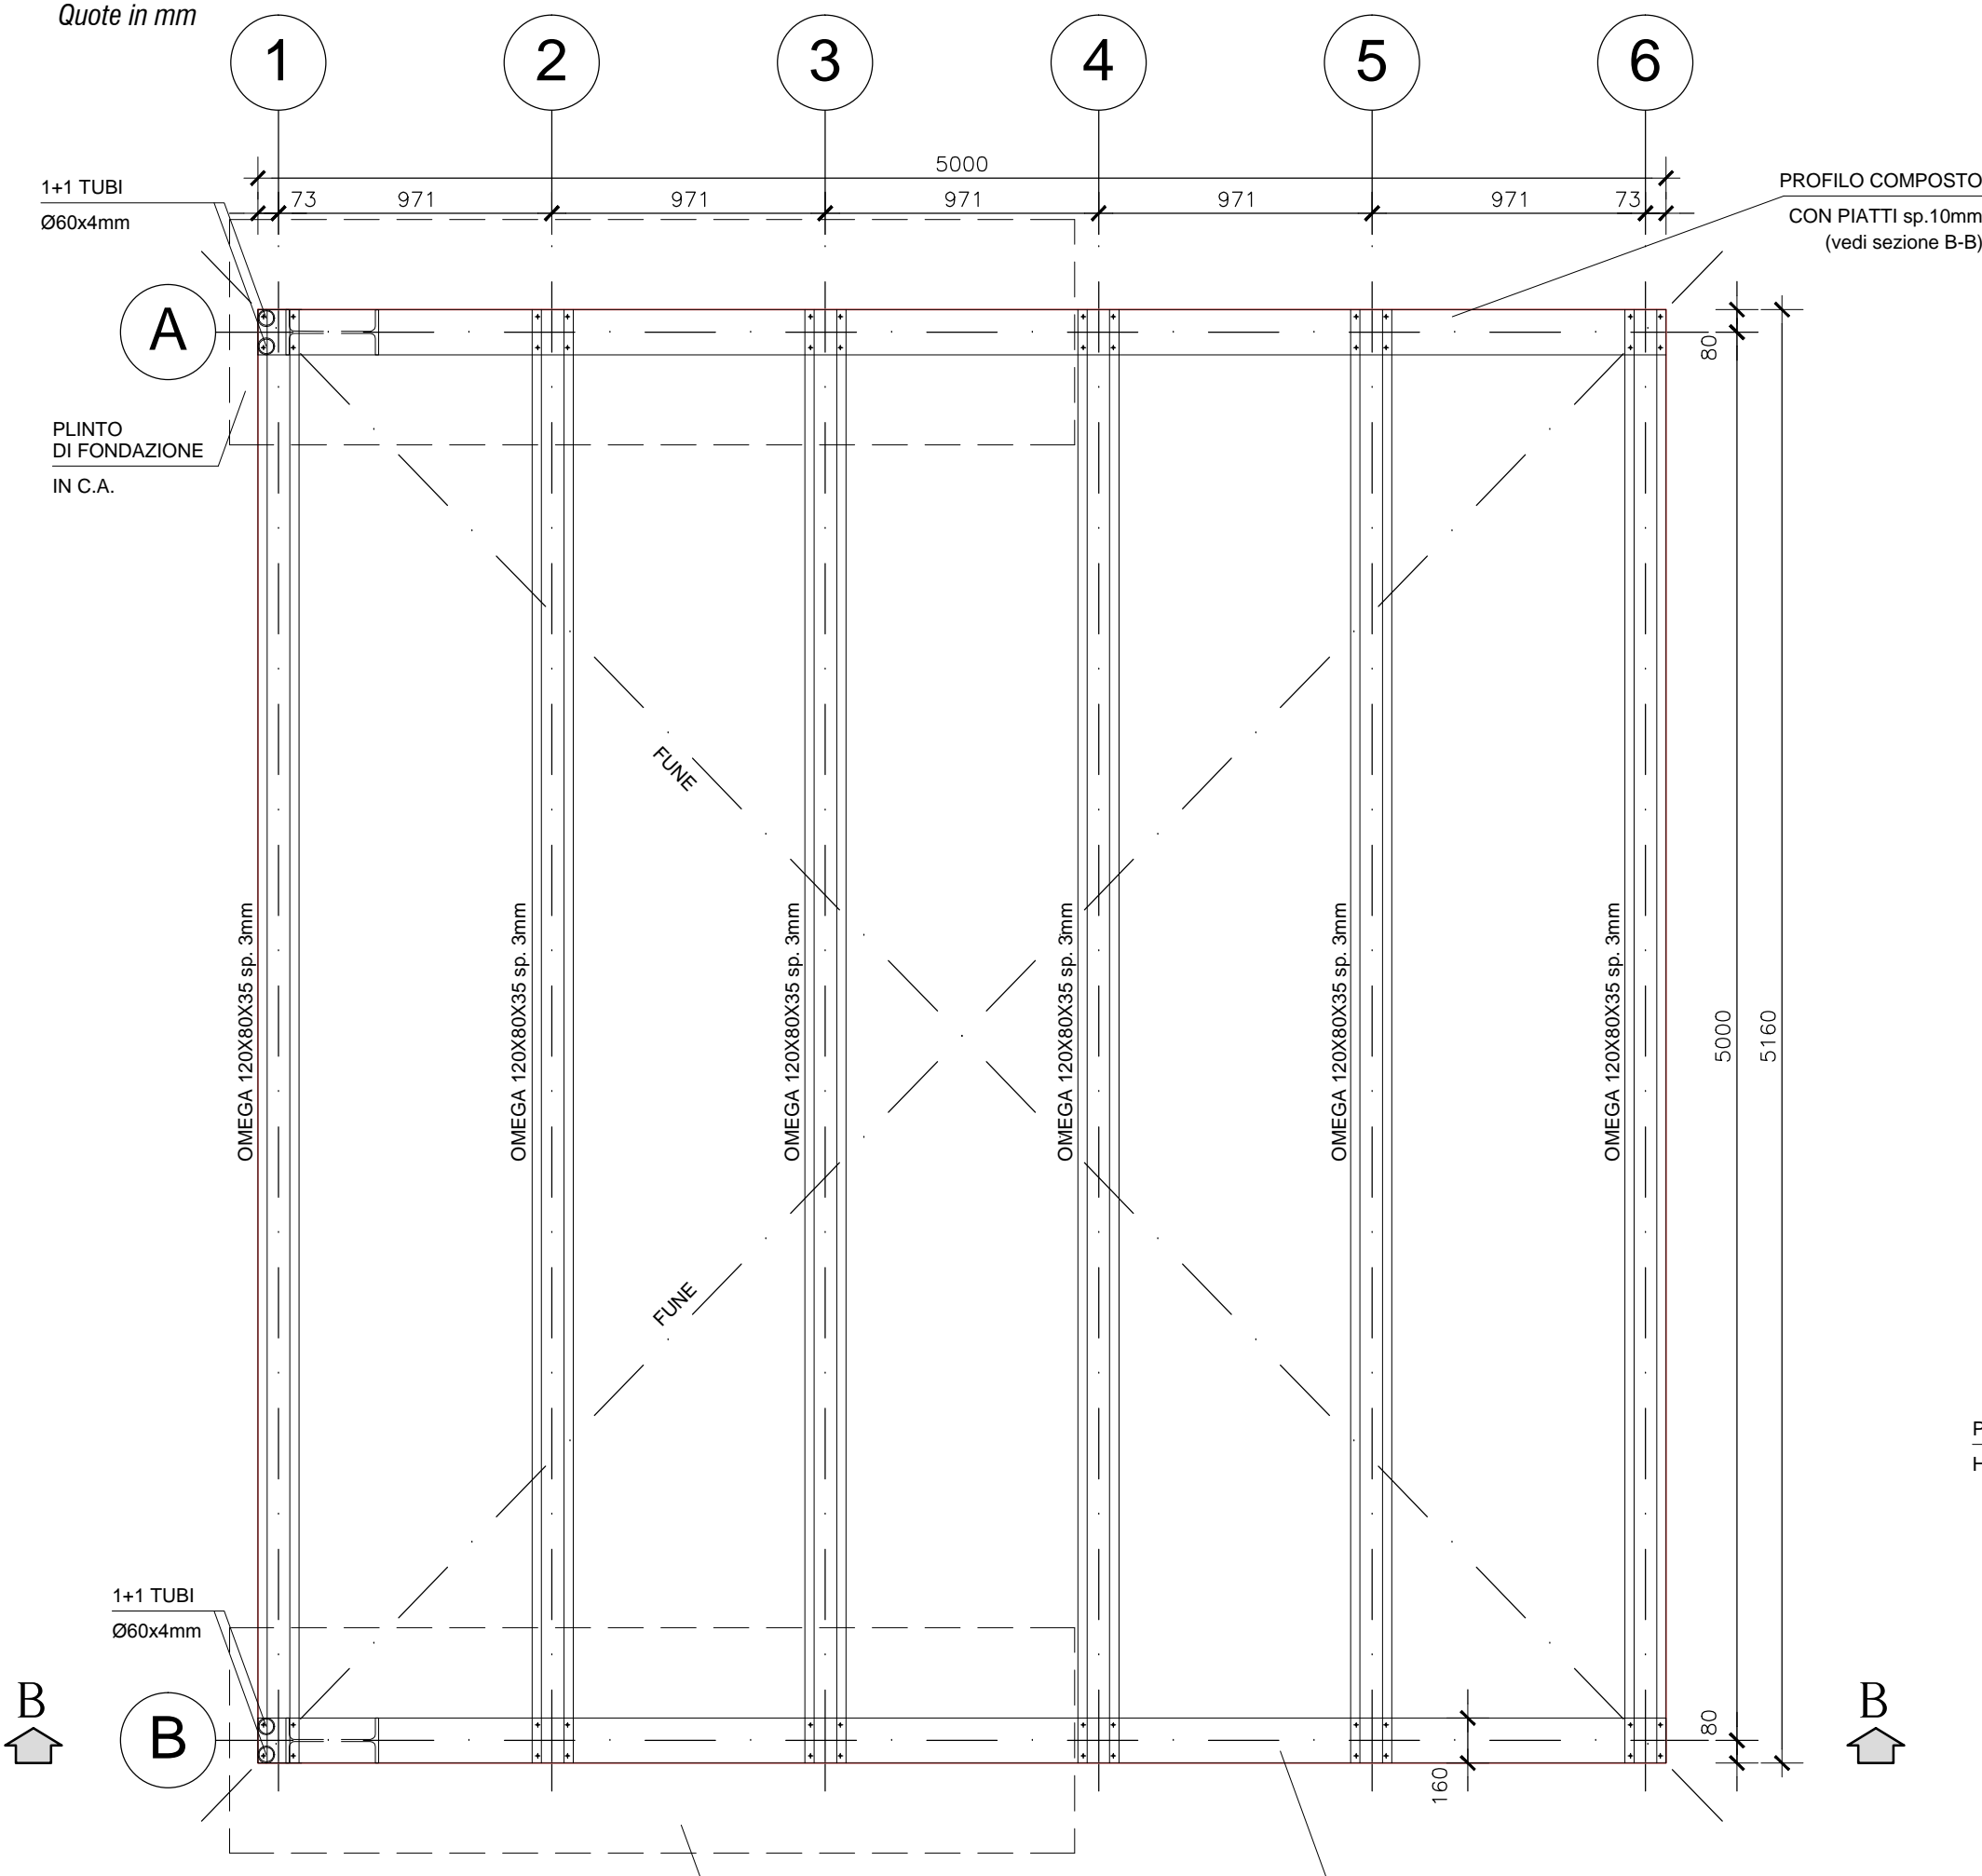 Quote in mm
1 2 3 4 5 6
5000
73 971 971 971 971 971 73
1+1 TUBI
Ø60x4mm
PROFILO COMPOSTO
CON PIATTI sp.10mm
(vedi sezione B-B)
A
80
PLINTO
DI FONDAZIONE
IN C.A.
FUNE
OMEGA 120X80X35 sp. 3mm
OMEGA 120X80X35 sp. 3mm
OMEGA 120X80X35 sp. 3mm
OMEGA 120X80X35 sp. 3mm
OMEGA 120X80X35 sp. 3mm
OMEGA 120X80X35 sp. 3mm
5000
5160
FUNE
P
H
1+1 TUBI
Ø60x4mm
B
B
80
160
B